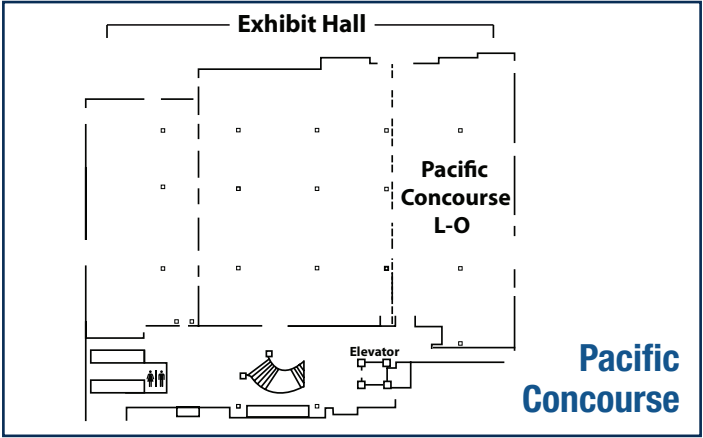 Exhibit Hall
Pacific
Concourse
L-O
Elevator
Pacific
Concourse